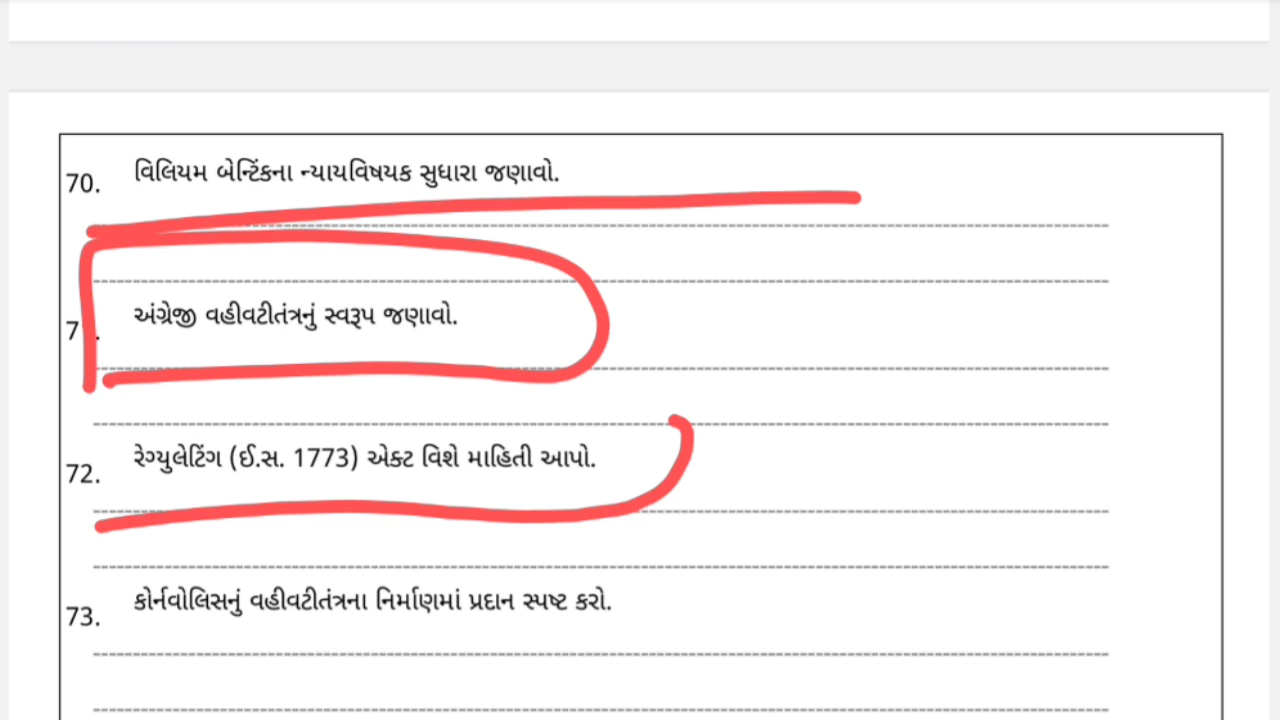 70. વિલિયમ બેન્ટિંકના ન્યાયવિષયક સુધારા જણાવો.
71. અંગ્રેજી વહીવટીતંત્રનું સ્વરૂપ જણાવો.
72. રેગ્યુલેટિંગ (ઈ.સ. 1773) એક્ટ વિશે માહિતી આપો.
73. કોર્નવોલિસનું વહીવટીતંત્રના નિર્માણમાં પ્રદાન સ્પષ્ટ કરો.